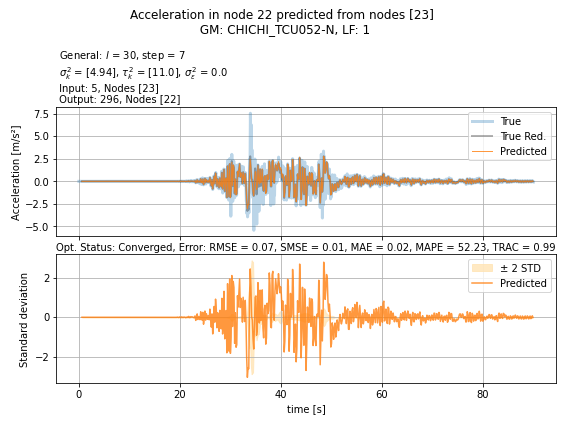 Acceleration in node 22 predicted from nodes [23]
GM: CHICHI_TCU052-N, LF: 1
General: l = 30, step = 7
σ²ₖ = [4.94], τ²ₖ = [11.0], σ²ε = 0.0
Input: 5, Nodes [23]
Output: 296, Nodes [22]
Acceleration [m/s²]
7.5
5.0
2.5
0.0
−2.5
−5.0
True
True Red.
Predicted
Opt. Status: Converged, Error: RMSE = 0.07, SMSE = 0.01, MAE = 0.02, MAPE = 52.23, TRAC = 0.99
Standard deviation
2
0
−2
± 2 STD
Predicted
0 20 40 60 80
time [s]